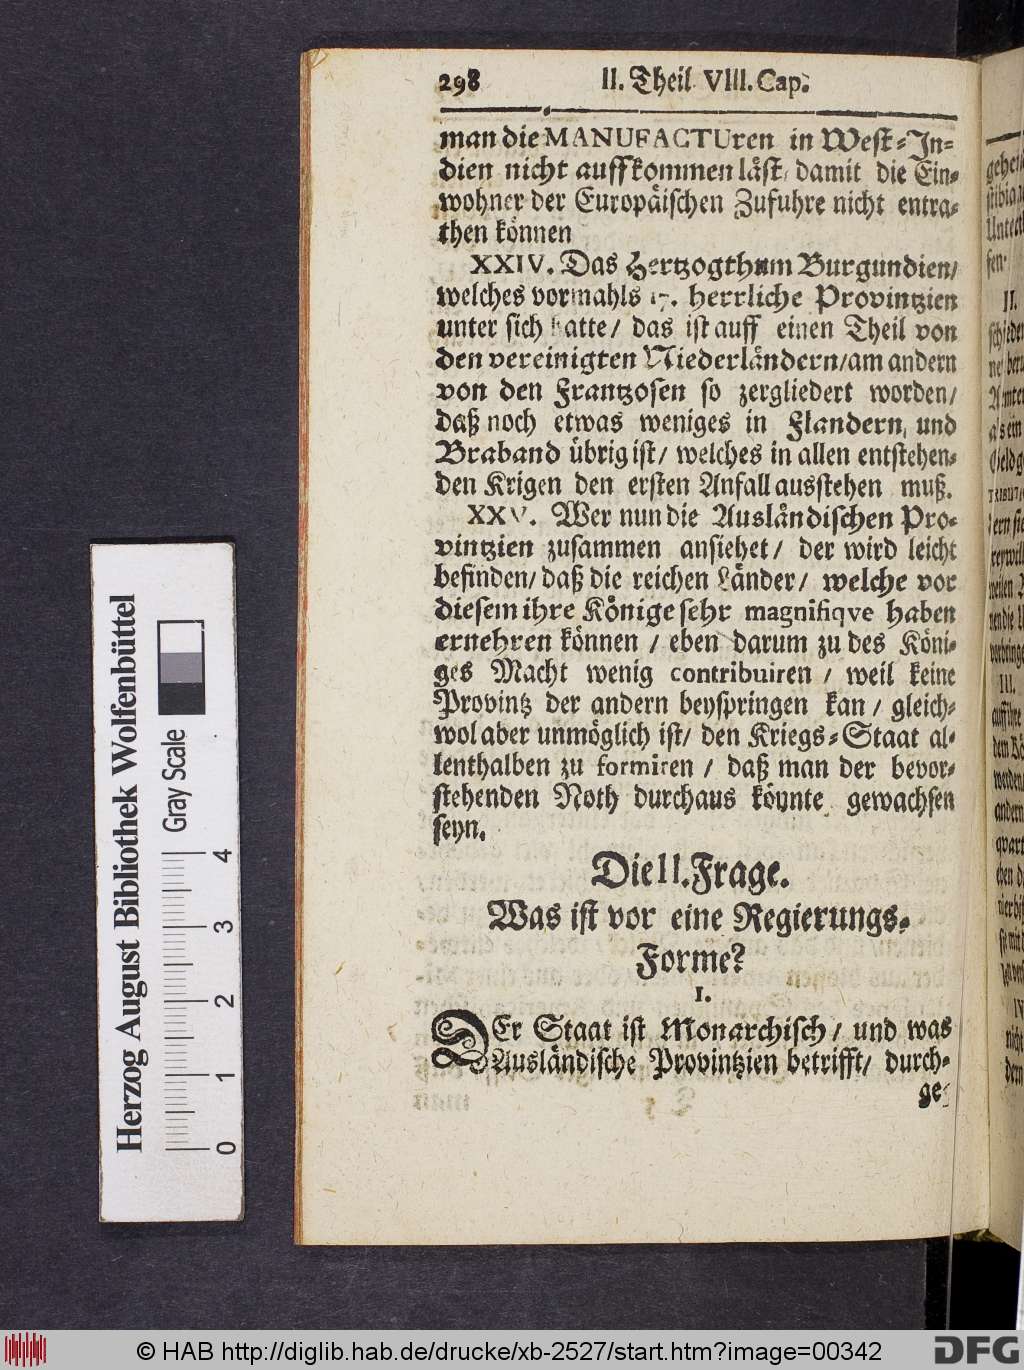 298 II. Theil VIII. Cap.
man die MANUFACTUren in West-In-
dien nicht auffkommen läst, damit die Ein-
wohner der Europäischen Zufuhre nicht entra-
then können
XXIV. Das Hertzogthum Burgundien/
welches vormahls 17. herrliche Provintzien
unter sich hatte/ das ist auff einen Theil von
den vereinigten Niederländern/ am andern
von den Frantzosen so zergliedert worden/
daß noch etwas weniges in Flandern, und
Braband übrig ist/ welches in allen entstehen-
den Krigen den ersten Anfall ausstehen muß.
XXV. Wer nun die Ausländischen Pro-
vintzien zusammen ansiehet/ der wird leicht
befinden/ daß die reichen Länder/ welche vor
diesem ihre Könige sehr magnifiqve haben
ernehren können / eben darum zu des Köni-
ges Macht wenig contribuiren / weil keine
Provintz der andern beyspringen kan / gleich-
wol aber unmöglich ist/ den Kriegs-Staat al-
lenthalben zu formiren / daß man der bevor-
stehenden Noth durchaus könnte gewachsen
seyn.
Die II. Frage.
Was ist vor eine Regierungs-
Forme?
I.
DEr Staat ist Monarchisch/ und was
Ausländische Provintzien betrifft/ durch-
ge-
II.
III.
Herzog August Bibliothek Wolfenbüttel
Gray Scale
0 1 2 3 4
© HAB http://diglib.hab.de/drucke/xb-2527/start.htm?image=00342
DFG